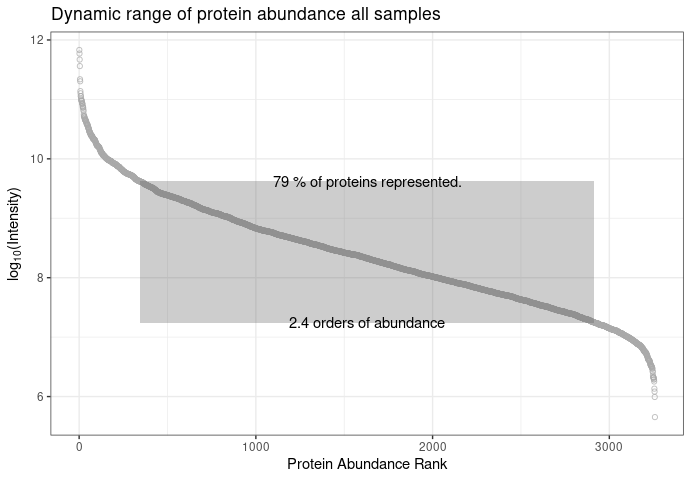 Dynamic range of protein abundance all samples
12
10
8
6
log10(Intensity)
79 % of proteins represented.
2.4 orders of abundance
0
1000
2000
3000
Protein Abundance Rank